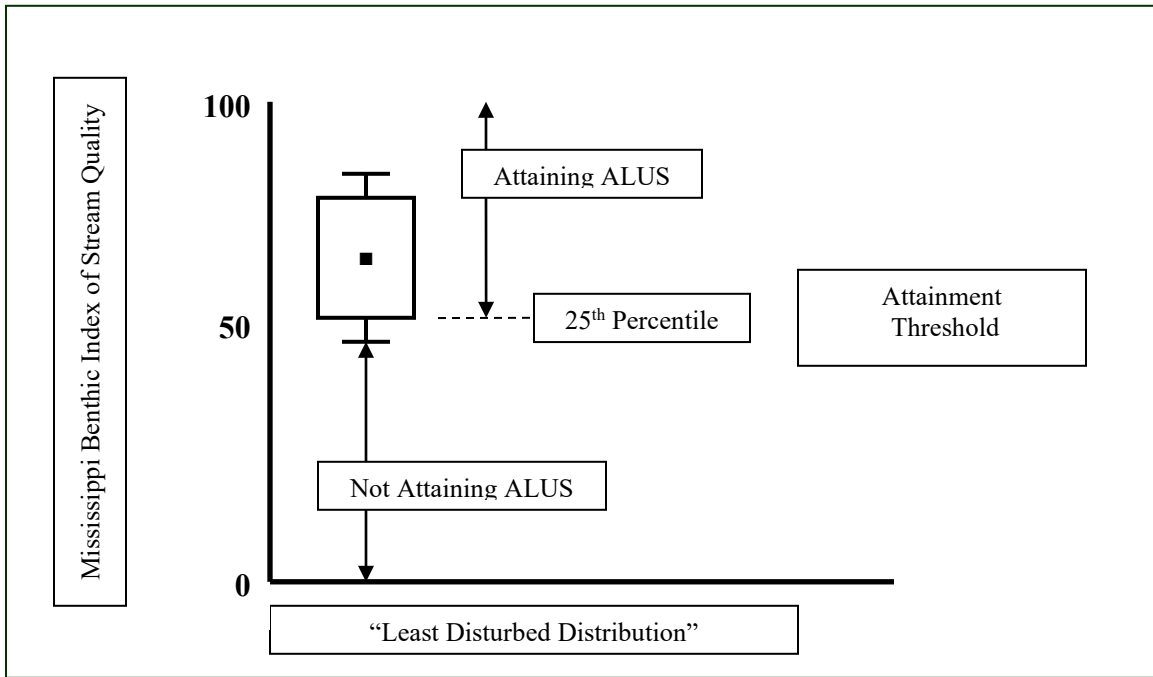 Mississippi Benthic Index of Stream Quality
100
50
0
Attaining ALUS
25th Percentile
Attainment
Threshold
Not Attaining ALUS
“Least Disturbed Distribution”